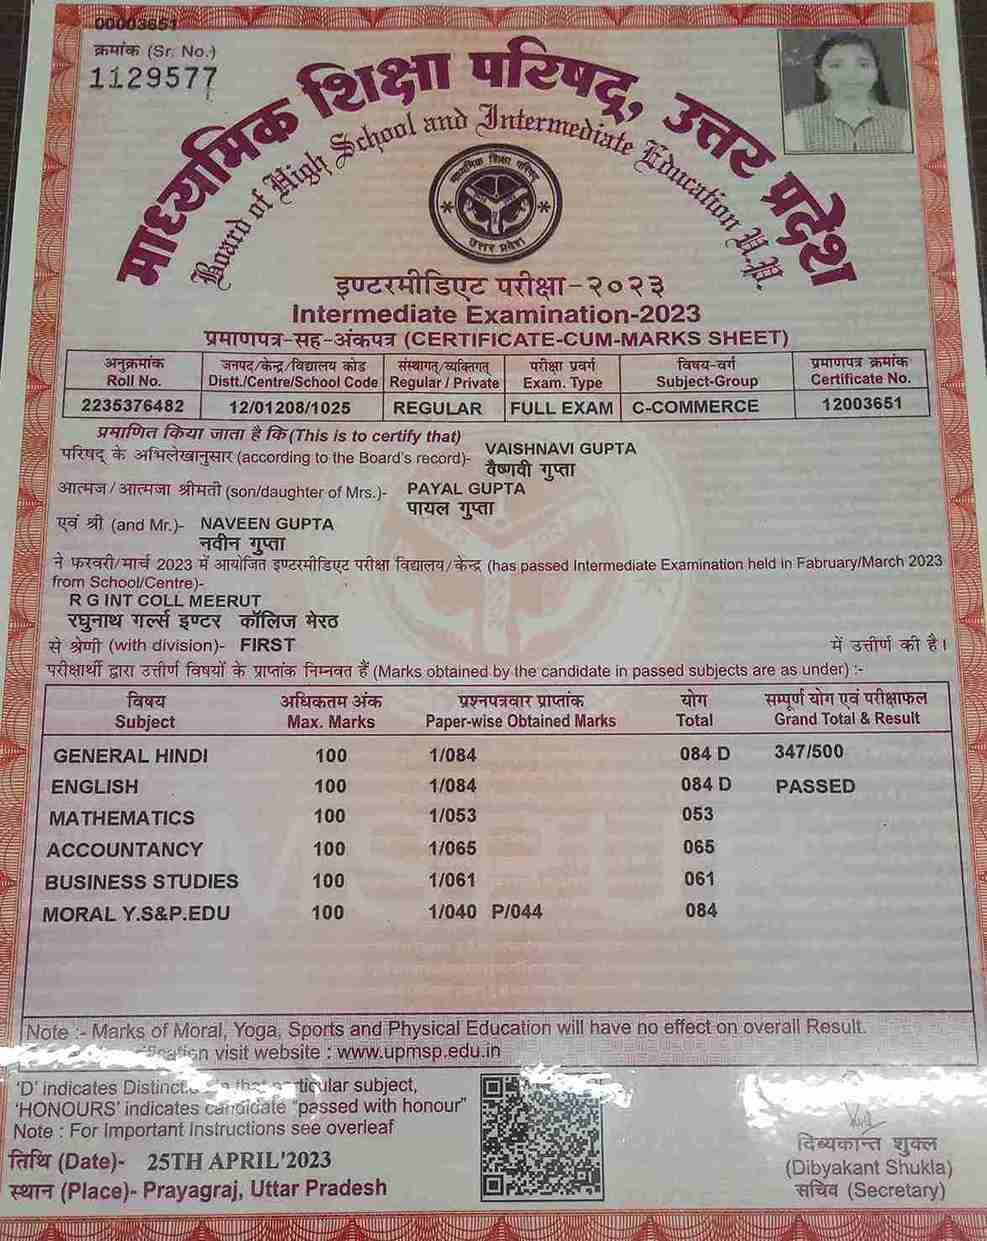 00003651
क्रमांक (Sr. No.)
1129577
माध्यमिक शिक्षा परिषद्, उत्तर प्रदेश
Board of High School and Intermediate Education U.P.
माध्यमिक शिक्षा परिषद
उत्तर प्रदेश
इण्टरमीडिएट परीक्षा-२०२३
Intermediate Examination-2023
प्रमाणपत्र-सह-अंकपत्र (CERTIFICATE-CUM-MARKS SHEET)
अनुक्रमांक जनपद/केन्द्र/विद्यालय कोड संस्थागत/व्यक्तिगत परीक्षा प्रवर्ग विषय-वर्ग प्रमाणपत्र क्रमांक
Roll No. Distt./Centre/School Code Regular / Private Exam. Type Subject-Group Certificate No.
2235376482 12/01208/1025 REGULAR FULL EXAM C-COMMERCE 12003651
प्रमाणित किया जाता है कि (This is to certify that)
परिषद् के अभिलेखानुसार (according to the Board's record)- VAISHNAVI GUPTA
वैष्णवी गुप्ता
आत्मज/आत्मजा श्रीमती (son/daughter of Mrs.)- PAYAL GUPTA
पायल गुप्ता
एवं श्री (and Mr.)- NAVEEN GUPTA
नवीन गुप्ता
ने फरवरी/मार्च 2023 में आयोजित इण्टरमीडिएट परीक्षा विद्यालय/केन्द्र (has passed Intermediate Examination held in Fabruary/March 2023
from School/Centre)-
R G INT COLL MEERUT
रघुनाथ गर्ल्स इण्टर कॉलिज मेरठ
से श्रेणी (with division)- FIRST में उत्तीर्ण की है।
परीक्षार्थी द्वारा उत्तीर्ण विषयों के प्राप्तांक निम्नवत हैं (Marks obtained by the candidate in passed subjects are as under) :-
विषय अधिकतम अंक प्रश्नपत्रवार प्राप्तांक योग सम्पूर्ण योग एवं परीक्षाफल
Subject Max. Marks Paper-wise Obtained Marks Total Grand Total & Result
GENERAL HINDI 100 1/084 084 D 347/500
ENGLISH 100 1/084 084 D PASSED
MATHEMATICS 100 1/053 053
ACCOUNTANCY 100 1/065 065
BUSINESS STUDIES 100 1/061 061
MORAL Y.S&P.EDU 100 1/040 P/044 084
Note :- Marks of Moral, Yoga, Sports and Physical Education will have no effect on overall Result.
visit website : www.upmsp.edu.in
'D' indicates particular subject,
'HONOURS' indicates candidate "passed with honour"
Note : For Important Instructions see overleaf
तिथि (Date)- 25TH APRIL'2023
स्थान (Place)- Prayagraj, Uttar Pradesh
दिब्यकान्त शुक्ल
(Dibyakant Shukla)
सचिव (Secretary)